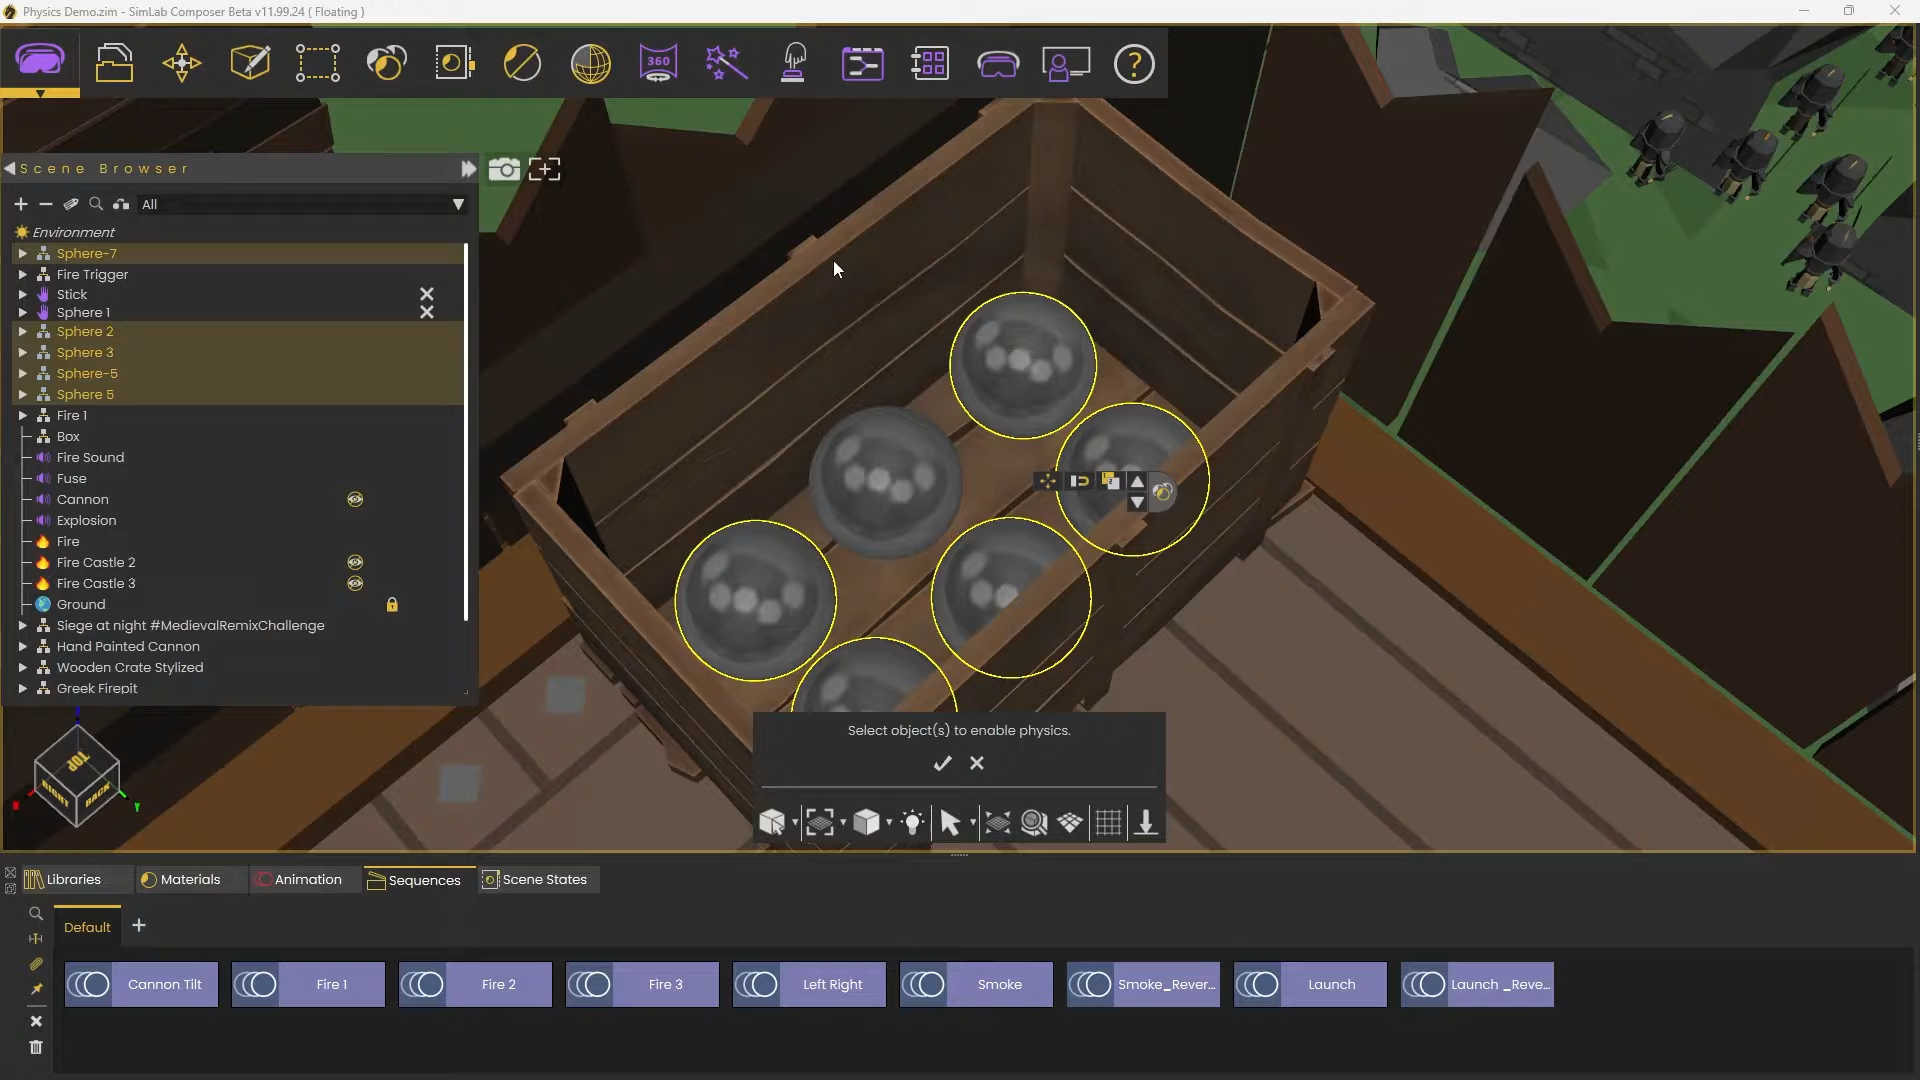 Physics Demo.zim - SimLab Composer Beta v11.99.24 ( Floating )
360
Scene Browser
All
Environment
Sphere-7
Fire Trigger
Stick
Sphere 1
Sphere 2
Sphere 3
Sphere-5
Sphere 5
Fire 1
Box
Fire Sound
Fuse
Cannon
Explosion
Fire
Fire Castle 2
Fire Castle 3
Ground
Siege at night #MedievalRemixChallenge
Hand Painted Cannon
Wooden Crate Stylized
Greek Firepit
TOP
RIGHT
BACK
Y
Select object(s) to enable physics.
Libraries
Materials
Animation
Sequences
Scene States
Default
Cannon Tilt
Fire 1
Fire 2
Fire 3
Left Right
Smoke
Smoke_Rever...
Launch
Launch _Reve...